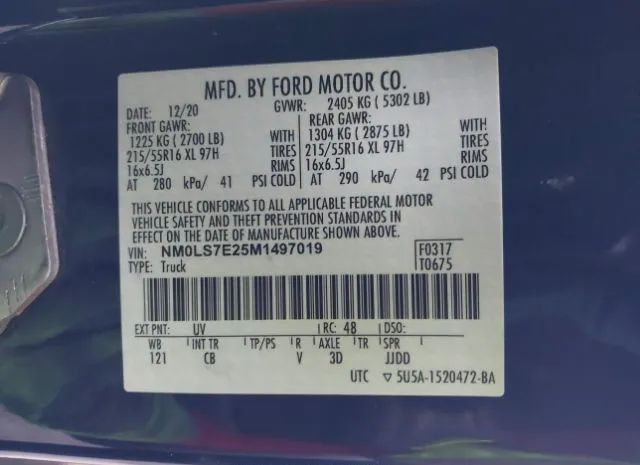 MFD. BY FORD MOTOR CO.
DATE: 12/20 GVWR: 2405 KG ( 5302 LB)
FRONT GAWR: REAR GAWR:
1225 KG ( 2700 LB) WITH 1304 KG ( 2875 LB) WITH
215/55R16 XL 97H TIRES 215/55R16 XL 97H TIRES
16x6.5J RIMS 16x6.5J RIMS
AT 280 kPa/ 41 PSI COLD AT 290 kPa/ 42 PSI COLD
THIS VEHICLE CONFORMS TO ALL APPLICABLE FEDERAL MOTOR
VEHICLE SAFETY AND THEFT PREVENTION STANDARDS IN
EFFECT ON THE DATE OF MANUFACTURE SHOWN ABOVE.
VIN: NM0LS7E25M1497019 F0317
TYPE: Truck T0675
EXT PNT: UV RC: 48 DSO:
WB INT TR TP/PS R AXLE TR SPR
121 CB V 3D JJDD
UTC ▽ 5U5A-1520472-BA